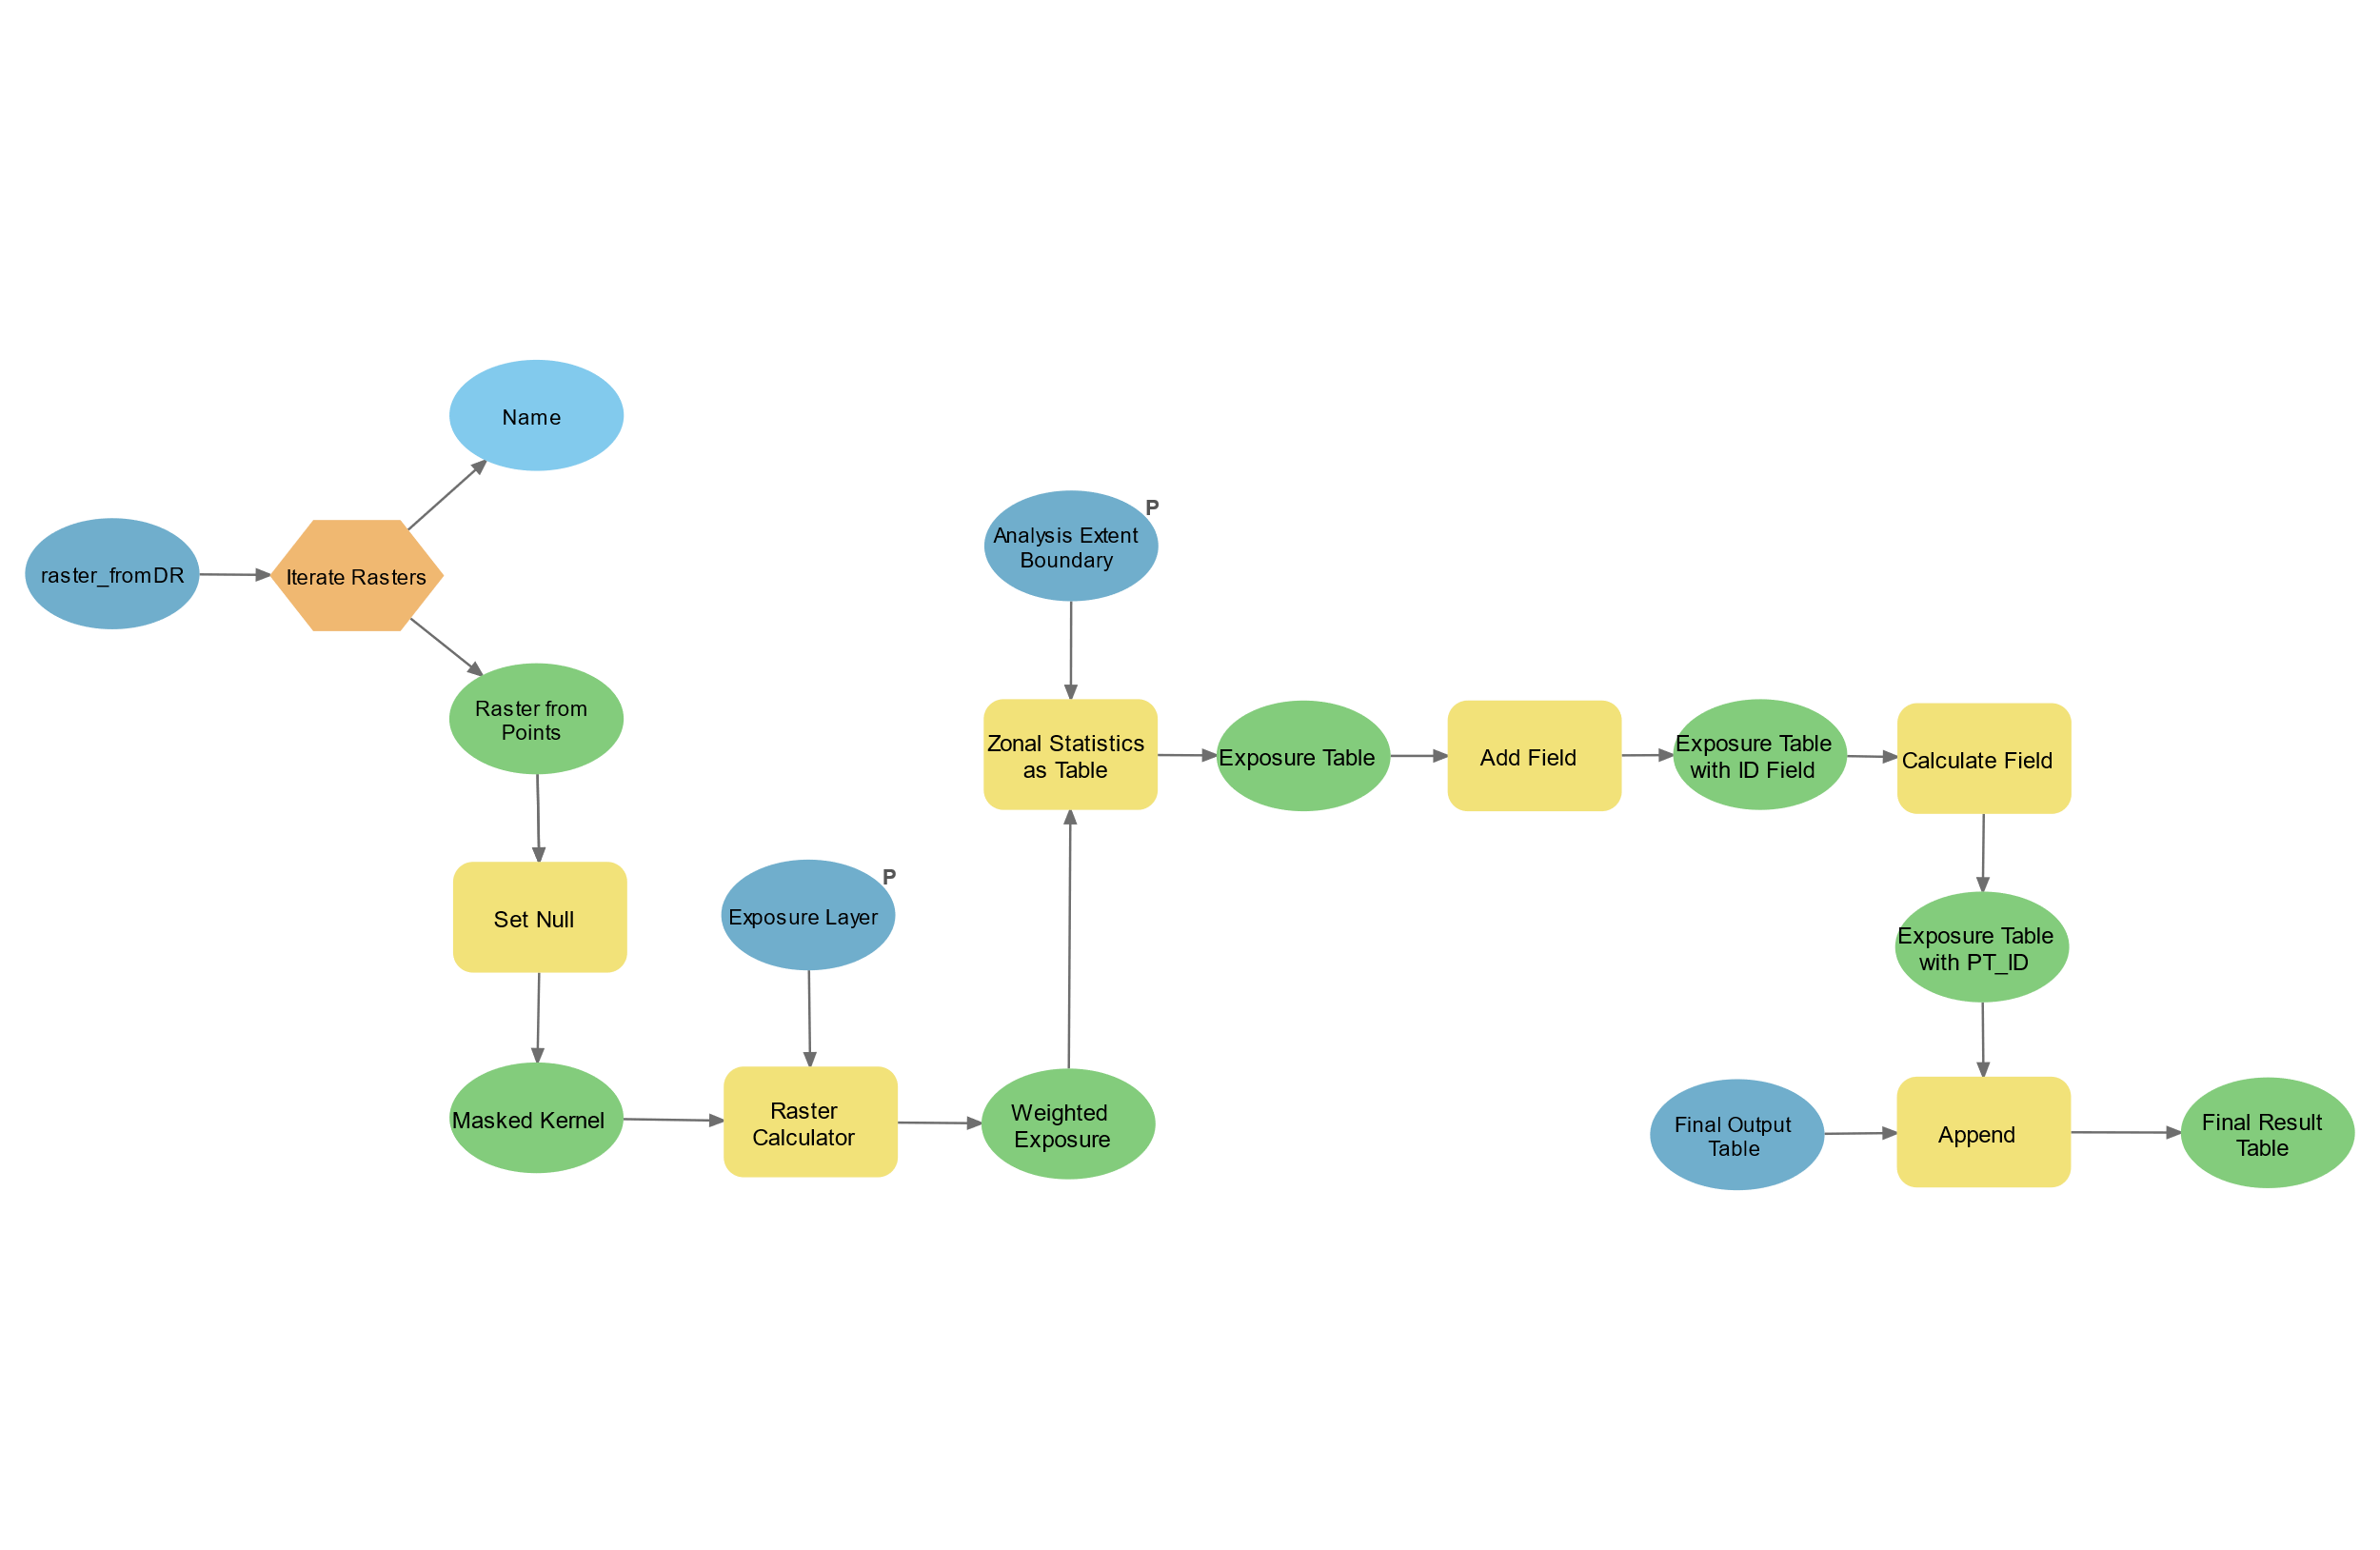 Name
raster_fromDR
Iterate Rasters
Raster from
Points
Set Null
Masked Kernel
P
Exposure Layer
Raster
Calculator
Weighted
Exposure
P
Analysis Extent
Boundary
Zonal Statistics
as Table
Exposure Table
Add Field
Exposure Table
with ID Field
Calculate Field
Exposure Table
with PT_ID
Final Output
Table
Append
Final Result
Table